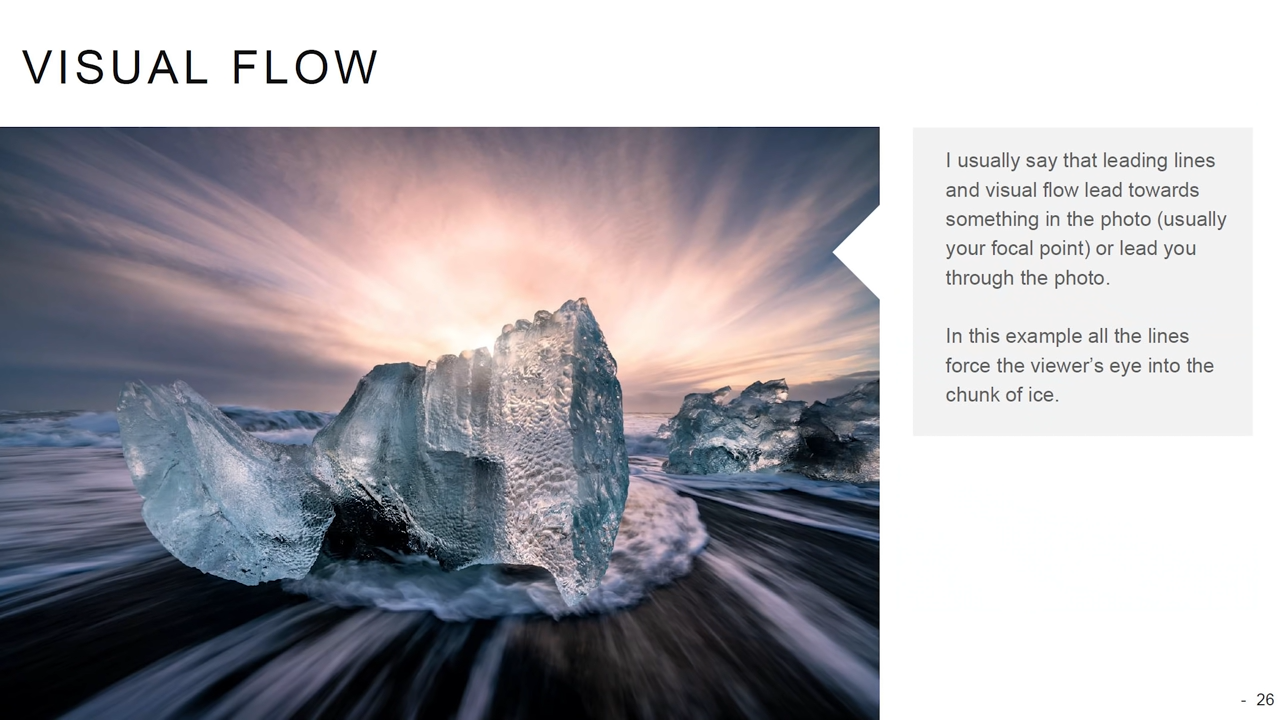 VISUAL FLOW
I usually say that leading lines
and visual flow lead towards
something in the photo (usually
your focal point) or lead you
through the photo.
In this example all the lines
force the viewer’s eye into the
chunk of ice.
- 26